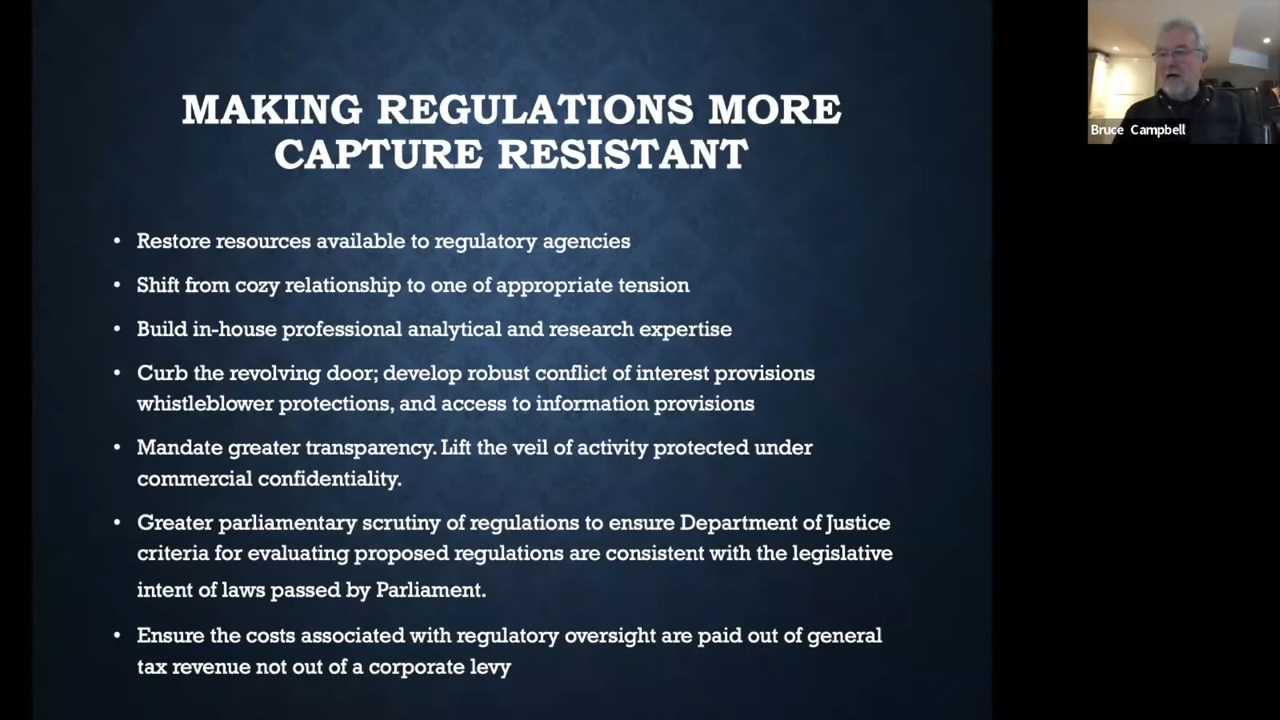 MAKING REGULATIONS MORE
CAPTURE RESISTANT
• Restore resources available to regulatory agencies
• Shift from cozy relationship to one of appropriate tension
• Build in-house professional analytical and research expertise
• Curb the revolving door; develop robust conflict of interest provisions
whistleblower protections, and access to information provisions
• Mandate greater transparency. Lift the veil of activity protected under
commercial confidentiality.
• Greater parliamentary scrutiny of regulations to ensure Department of Justice
criteria for evaluating proposed regulations are consistent with the legislative
intent of laws passed by Parliament.
• Ensure the costs associated with regulatory oversight are paid out of general
tax revenue not out of a corporate levy
Bruce Campbell